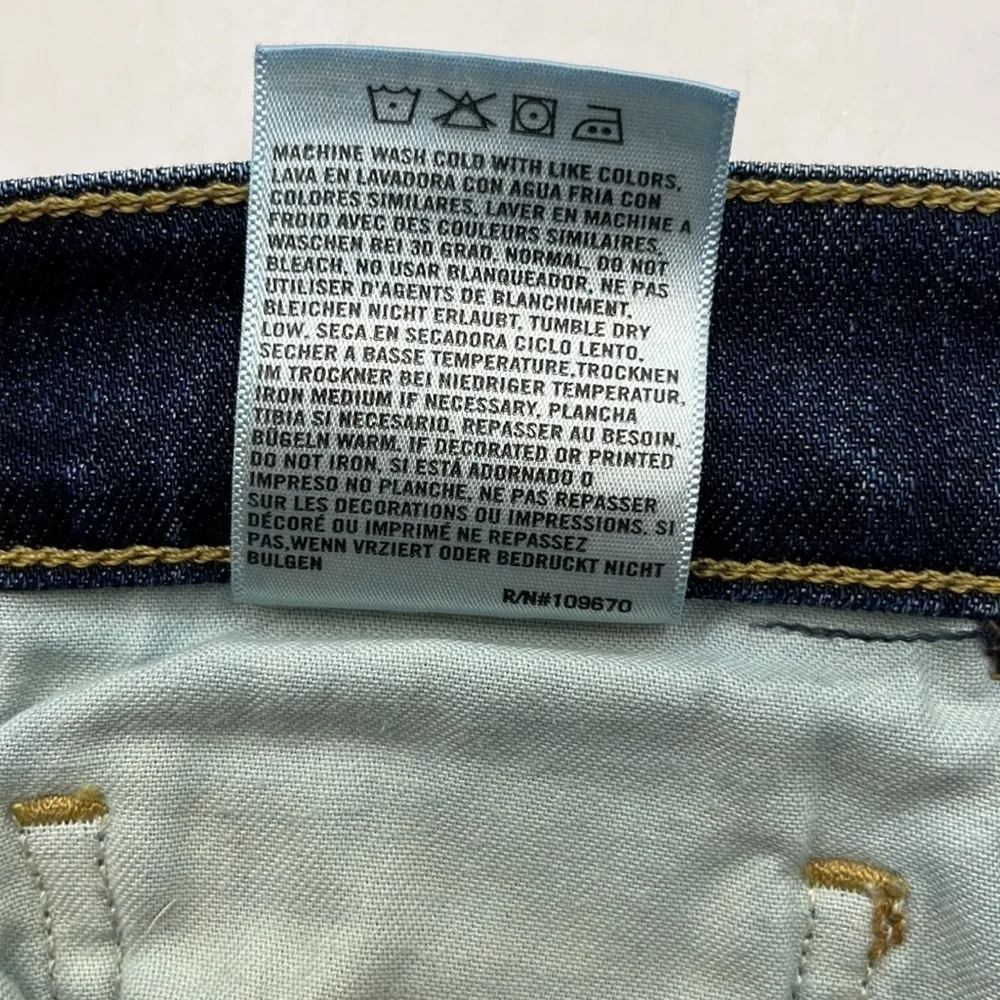 MACHINE WASH COLD WITH LIKE COLORS.
LAVA EN LAVADORA CON AGUA FRIA CON
COLORES SIMILARES. LAVER EN MACHINE A
FROID AVEC DES COULEURS SIMILAIRES.
WASCHEN BEI 30 GRAD. NORMAL. DO NOT
BLEACH. NO USAR BLANQUEADOR. NE PAS
UTILISER D'AGENTS DE BLANCHIMENT.
BLEICHEN NICHT ERLAUBT. TUMBLE DRY
LOW. SECA EN SECADORA CICLO LENTO.
SECHER A BASSE TEMPERATURE.TROCKNEN
IM TROCKNER BEI NIEDRIGER TEMPERATUR.
IRON MEDIUM IF NECESSARY. PLANCHA
TIBIA SI NECESARIO. REPASSER AU BESOIN.
BÜGELN WARM. IF DECORATED OR PRINTED
DO NOT IRON. SI ESTÁ ADORNADO O
IMPRESO NO PLANCHE. NE PAS REPASSER
SUR LES DECORATIONS OU IMPRESSIONS. SI
DÉCORÉ OU IMPRIMÉ NE REPASSEZ
PAS.WENN VRZIERT ODER BEDRUCKT NICHT
BULGEN
R/N#109670